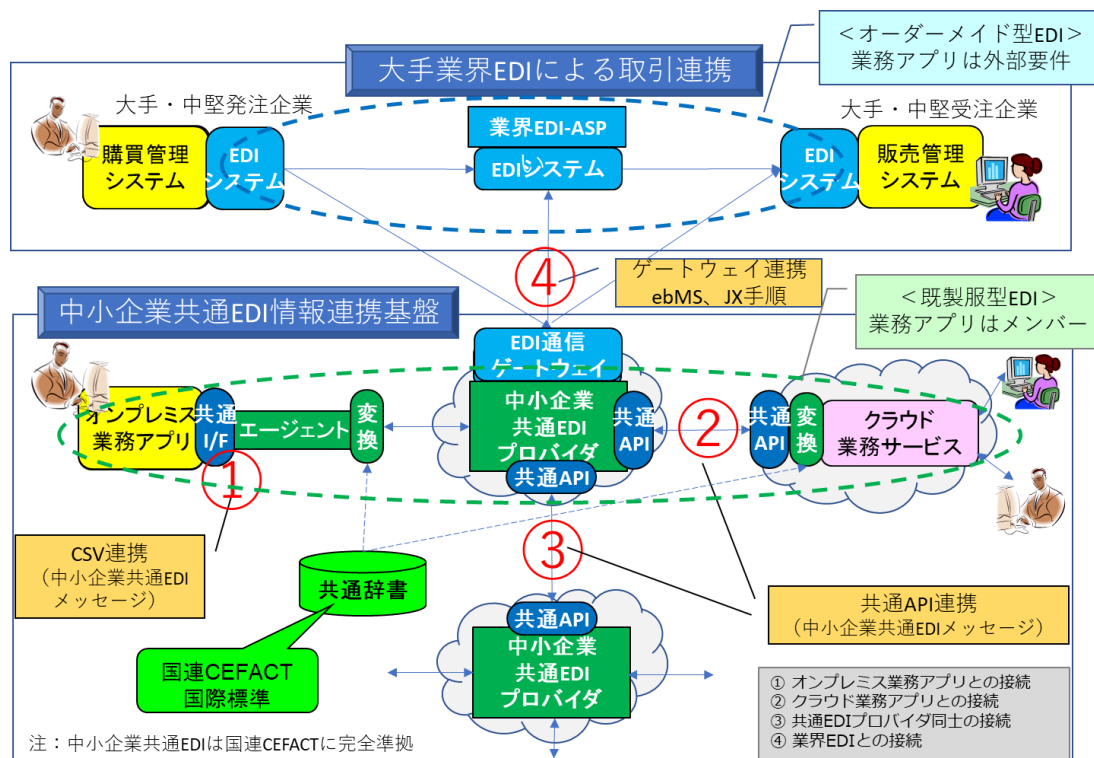 ＜オーダーメイド型EDI＞
業務アプリは外部要件
大手業界EDIによる取引連携
大手・中堅発注企業
大手・中堅受注企業
購買管理
システム
EDI
システム
業界EDI-ASP
EDIシステム
EDI
システム
販売管理
システム
④
ゲートウェイ連携
ebMS、JX手順
中小企業共通EDI情報連携基盤
＜既製服型EDI＞
業務アプリはメンバー
EDI通信
ゲートウェイ
オンプレミス
業務アプリ
共通
I/F
エージェント
変換
中小企業
共通EDI
プロバイダ
共通
API
②
共通
API
変換
クラウド
業務サービス
①
共通API
③
CSV連携
（中小企業共通EDI
メッセージ）
共通辞書
共通API連携
（中小企業共通EDIメッセージ）
共通API
中小企業
共通EDI
プロバイダ
国連CEFACT
国際標準
① オンプレミス業務アプリとの接続
② クラウド業務アプリとの接続
③ 共通EDIプロバイダ同士の接続
④ 業界EDIとの接続
注：中小企業共通EDIは国連CEFACTに完全準拠